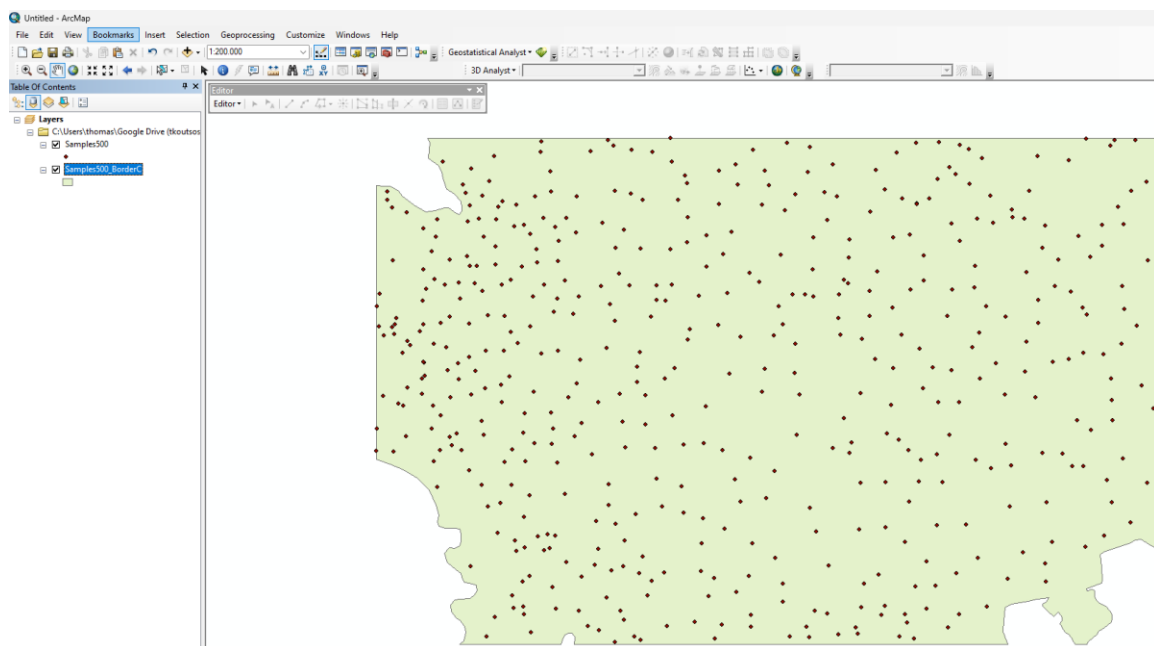 Untitled - ArcMap
File Edit View Bookmarks Insert Selection Geoprocessing Customize Windows Help
1:200.000 Geostatistical Analyst
3D Analyst
Table Of Contents
Editor
Editor
Layers
C:\Users\thomas\Google Drive (tkoutsos
Samples500
Samples500_BorderC